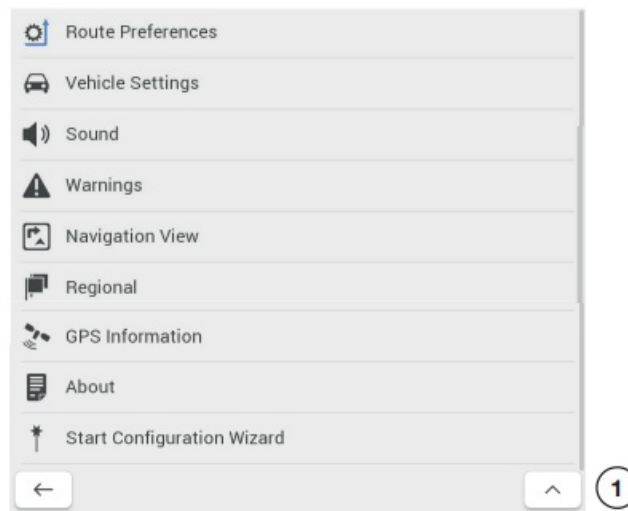 Route Preferences
Vehicle Settings
Sound
Warnings
Navigation View
Regional
GPS Information
About
Start Configuration Wizard
1